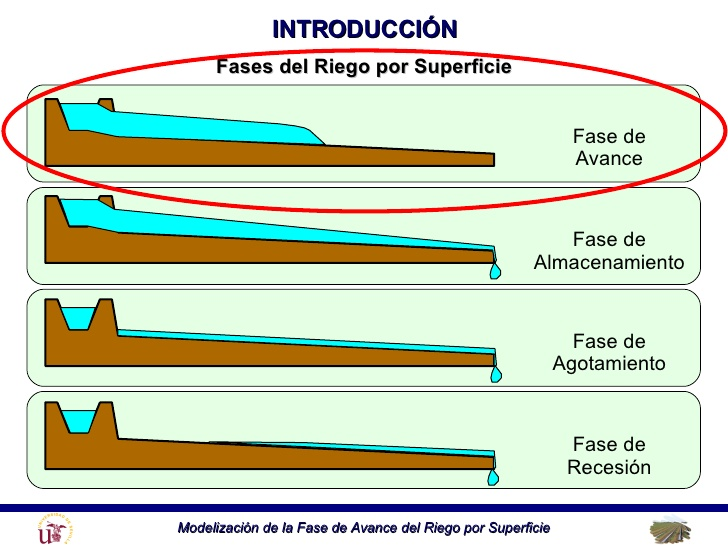 INTRODUCCIÓN
Fases del Riego por Superficie
Fase de
Avance
Fase de
Almacenamiento
Fase de
Agotamiento
Fase de
Recesión
Modelización de la Fase de Avance del Riego por Superficie